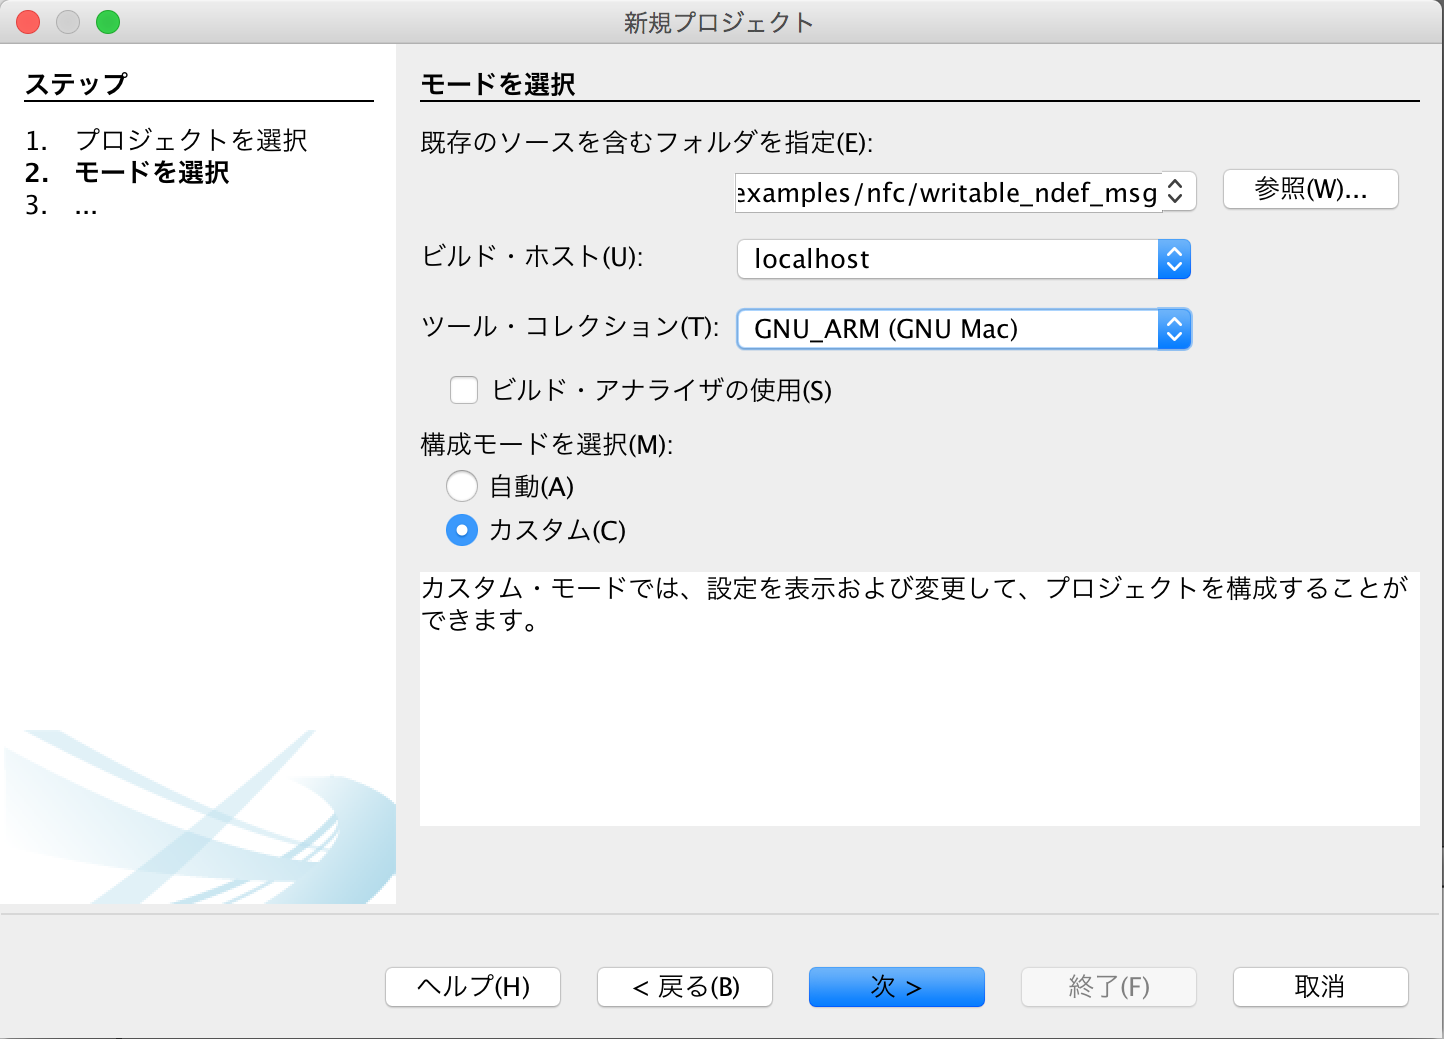 新規プロジェクト
ステップ
1. プロジェクトを選択
2. モードを選択
3. ...
モードを選択
既存のソースを含むフォルダを指定(E):
examples/nfc/writable_ndef_msg
参照(W)...
ビルド・ホスト(U):
localhost
ツール・コレクション(T):
GNU_ARM (GNU Mac)
ビルド・アナライザの使用(S)
構成モードを選択(M):
自動(A)
カスタム(C)
カスタム・モードでは、設定を表示および変更して、プロジェクトを構成することが
できます。
ヘルプ(H)
< 戻る(B)
次 >
終了(F)
取消